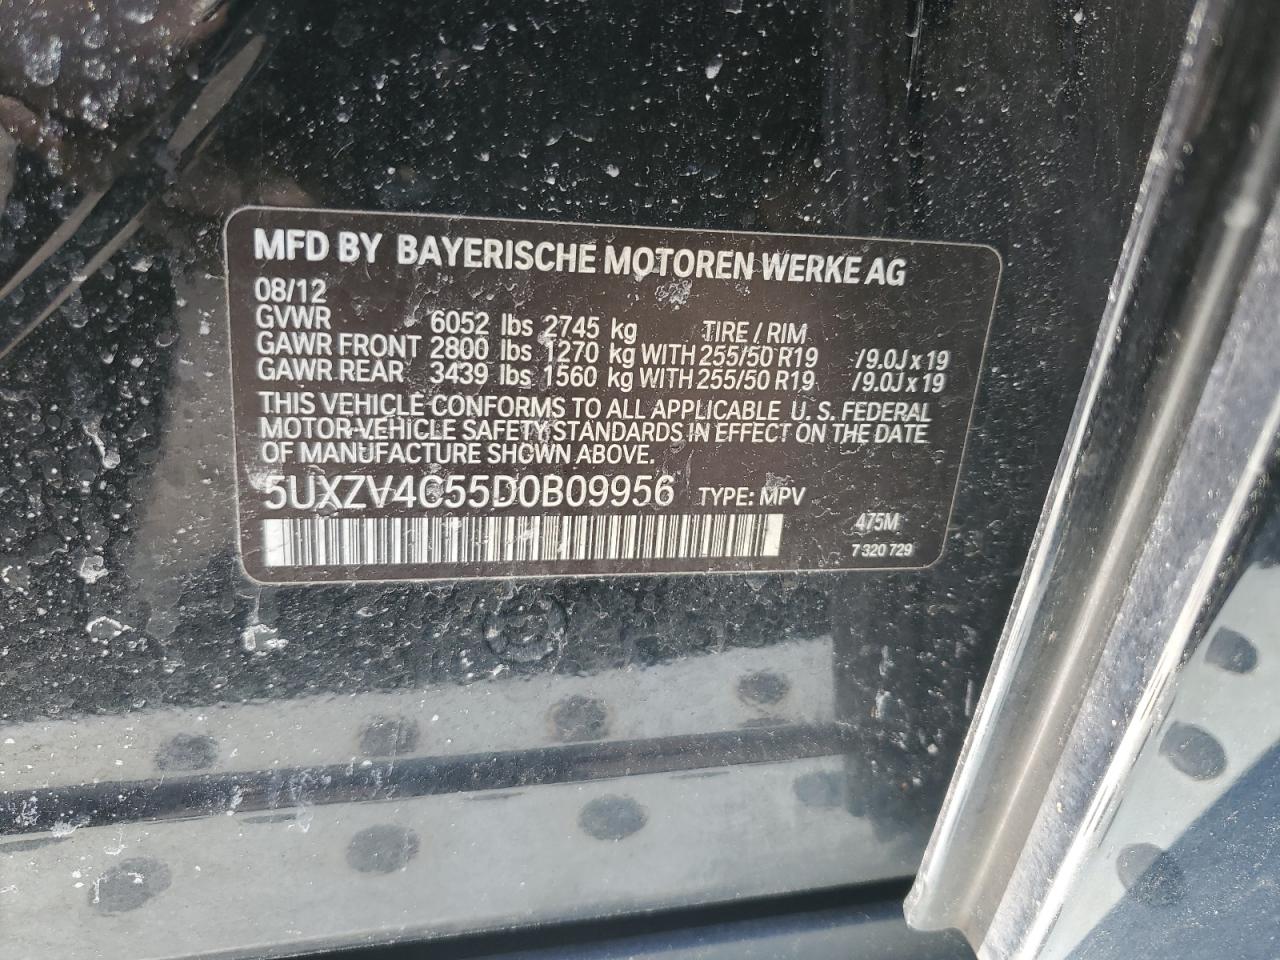 MFD BY BAYERISCHE MOTOREN WERKE AG
08/12
GVWR 6052 lbs 2745 kg TIRE / RIM
GAWR FRONT 2800 lbs 1270 kg WITH 255/50 R19 /9.0J x 19
GAWR REAR 3439 lbs 1560 kg WITH 255/50 R19 /9.0J x 19
THIS VEHICLE CONFORMS TO ALL APPLICABLE U. S. FEDERAL
MOTOR-VEHICLE SAFETY STANDARDS IN EFFECT ON THE DATE
OF MANUFACTURE SHOWN ABOVE.
5UXZV4C55D0B09956 TYPE: MPV
475M
7 320 729